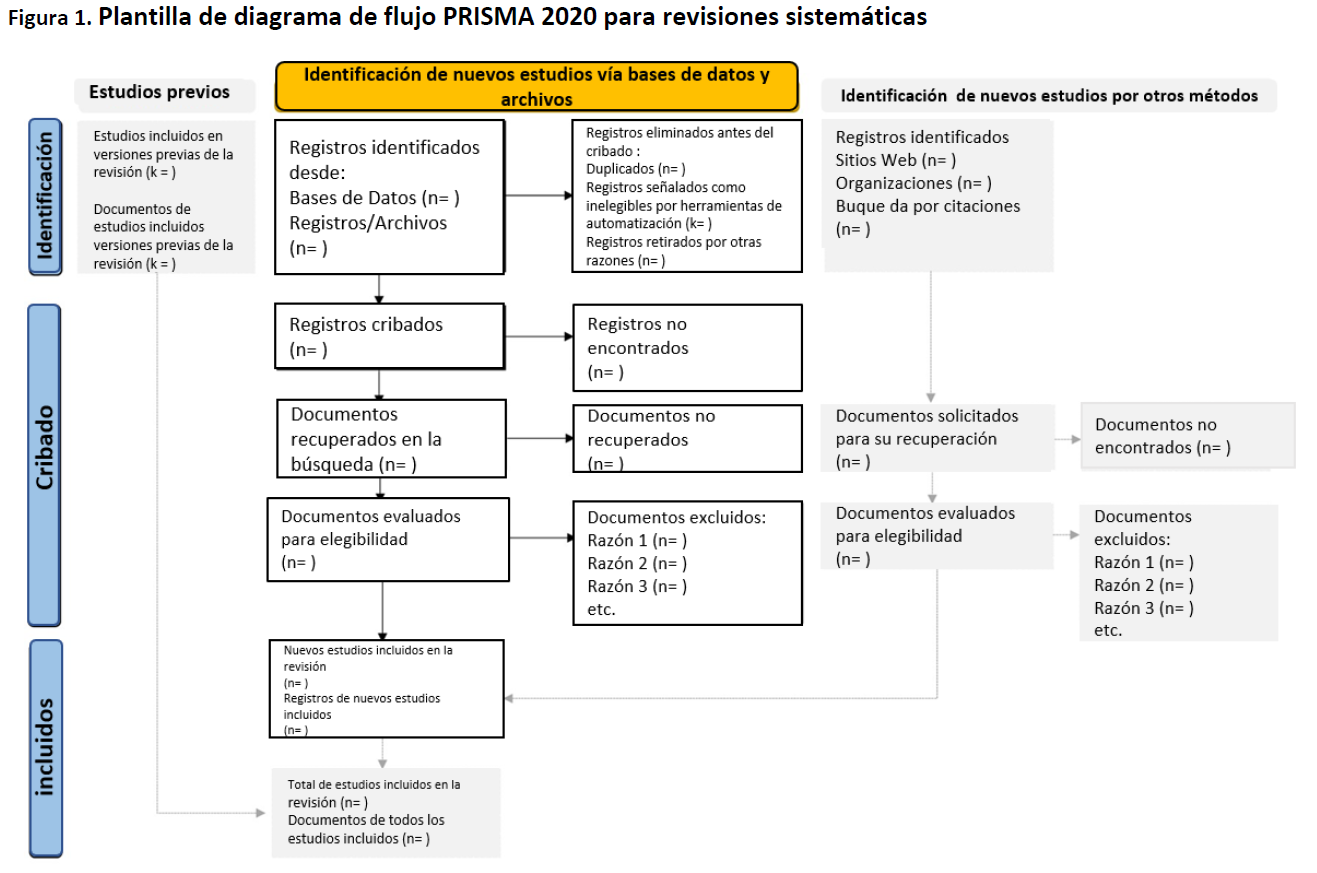 Figura 1. Plantilla de diagrama de flujo PRISMA 2020 para revisiones sistemáticas
Estudios previos
Identificación de nuevos estudios vía bases de datos y
archivos
Identificación de nuevos estudios por otros métodos
Identificación
Estudios incluidos en
versiones previas de la
revisión (k = )
Documentos de
estudios incluidos
versiones previas de la
revisión (k = )
Registros identificados
desde:
Bases de Datos (n= )
Registros/Archivos
(n= )
Registros eliminados antes del
cribado :
Duplicados (n= )
Registros señalados como
inelegibles por herramientas de
automatización (k= )
Registros retirados por otras
razones (n= )
Registros identificados
Sitios Web (n= )
Organizaciones (n= )
Buque da por citaciones
(n= )
Cribado
Registros cribados
(n= )
Registros no
encontrados
(n= )
Documentos
recuperados en la
búsqueda (n= )
Documentos no
recuperados
(n= )
Documentos solicitados
para su recuperación
(n= )
Documentos no
encontrados (n= )
Documentos evaluados
para elegibilidad
(n= )
Documentos excluidos:
Razón 1 (n= )
Razón 2 (n= )
Razón 3 (n= )
etc.
Documentos evaluados
para elegibilidad
(n= )
Documentos
excluidos:
Razón 1 (n= )
Razón 2 (n= )
Razón 3 (n= )
etc.
incluidos
Nuevos estudios incluidos en la
revisión
(n= )
Registros de nuevos estudios
incluidos
(n= )
Total de estudios incluidos en la
revisión (n= )
Documentos de todos los
estudios incluidos (n= )